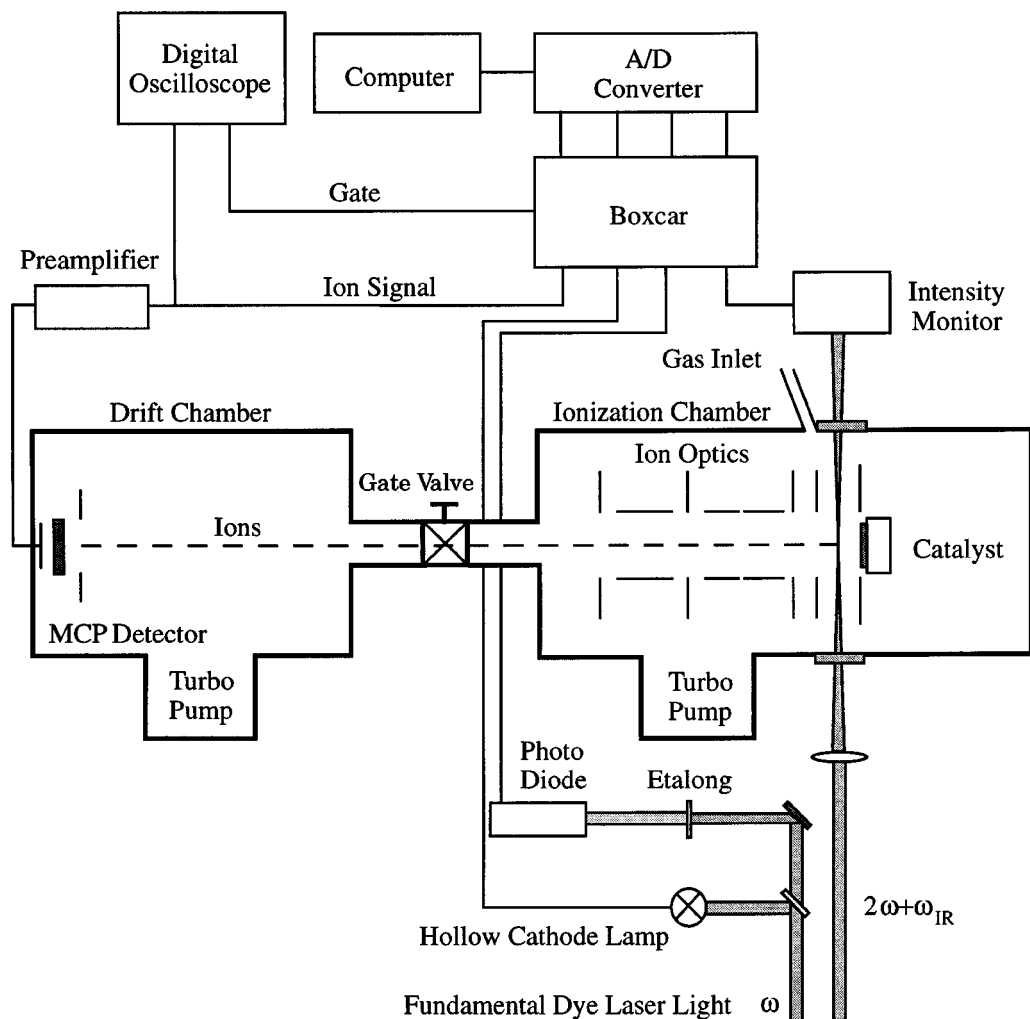 Digital
Oscilloscope
Computer
A/D
Converter
Gate
Boxcar
Preamplifier
Ion Signal
Intensity
Monitor
Gas Inlet
Drift Chamber
Ionization Chamber
Ion Optics
Gate Valve
Ions
Catalyst
MCP Detector
Turbo
Pump
Turbo
Pump
Photo
Diode
Etalong
2ω+ω_IR
Hollow Cathode Lamp
Fundamental Dye Laser Light ω